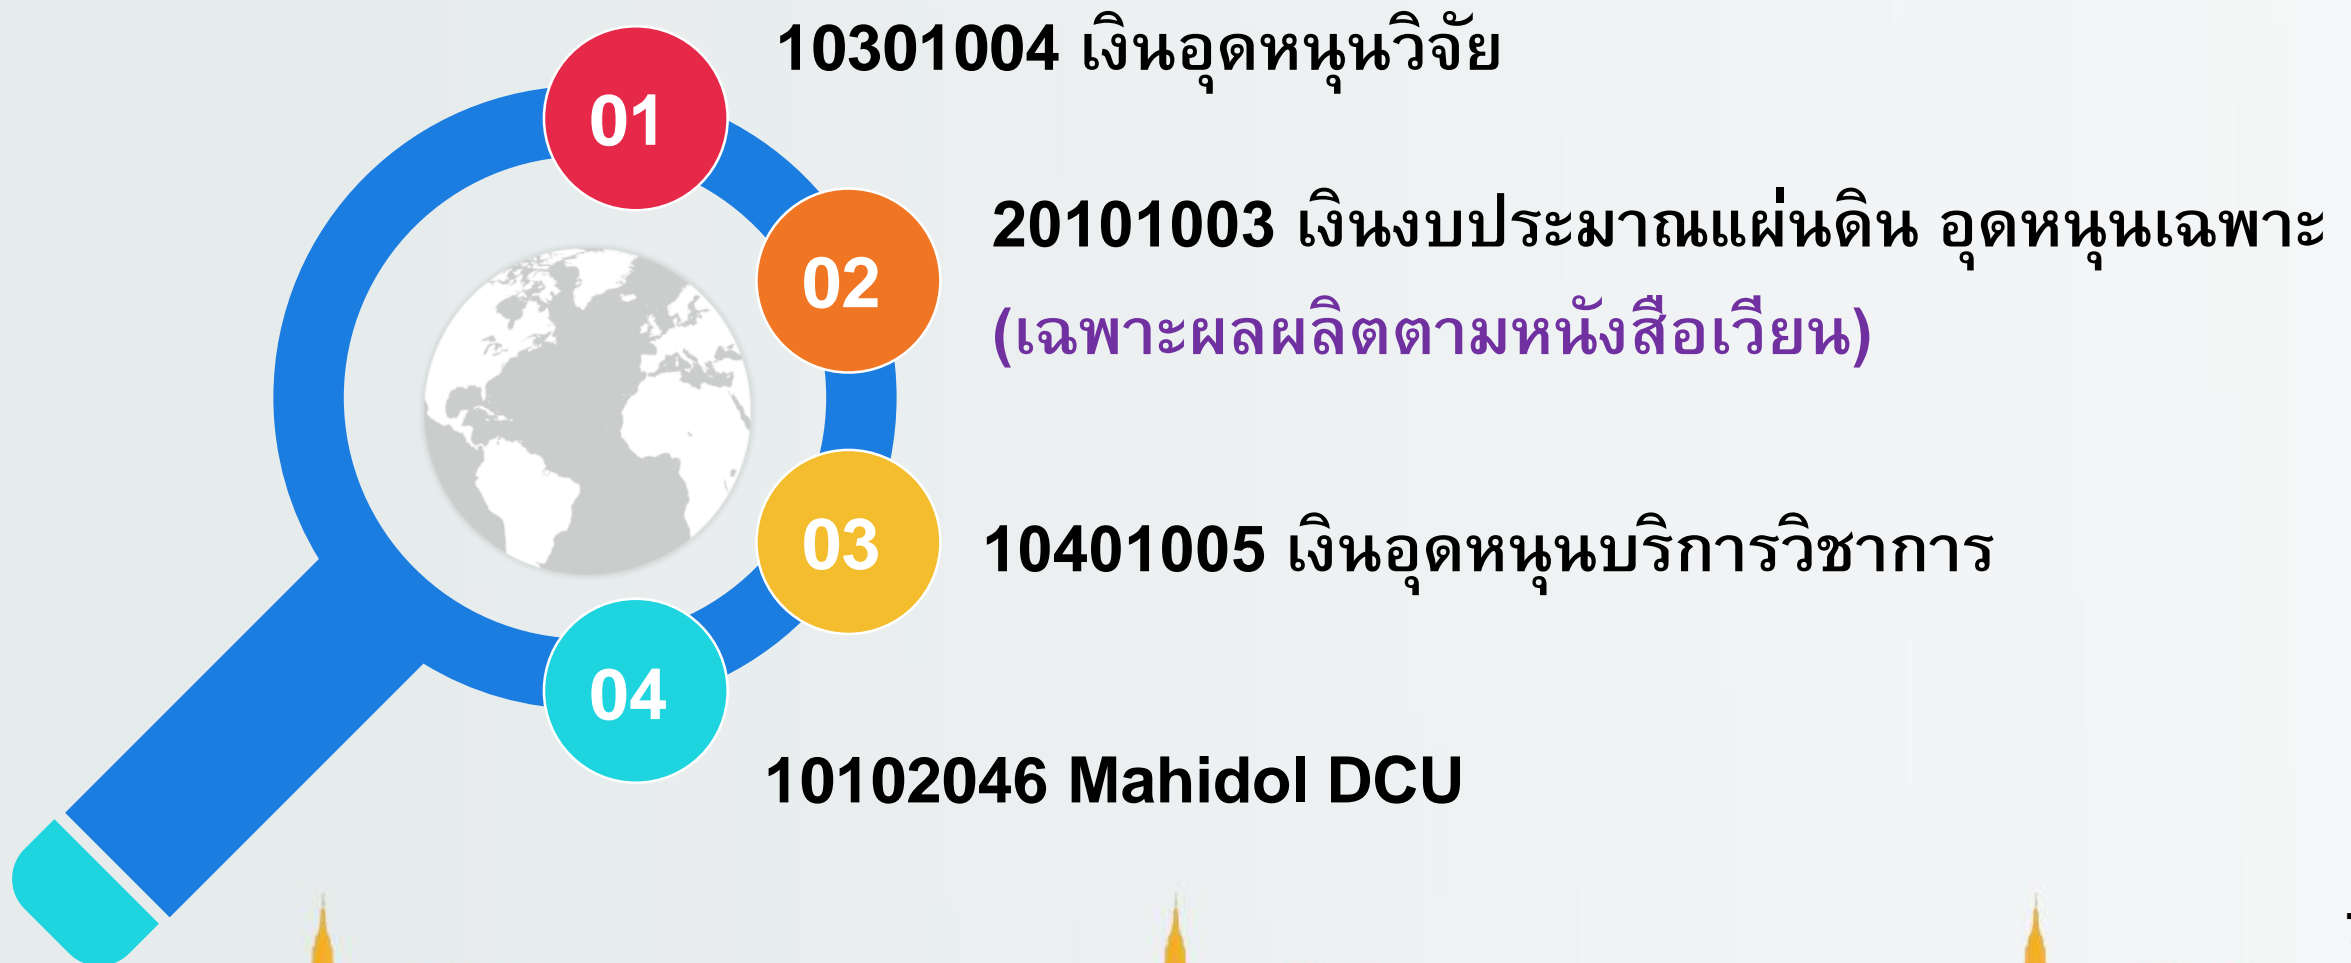 01
10301004 เงินอุดหนุนวิจัย
02
20101003 เงินงบประมาณแผ่นดิน อุดหนุนเฉพาะ
(เฉพาะผลผลิตตามหนังสือเวียน)
03
10401005 เงินอุดหนุนบริการวิชาการ
04
10102046 Mahidol DCU